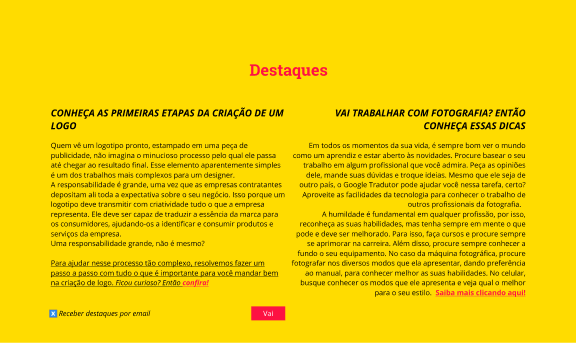 Destaques
CONHEÇA AS PRIMEIRAS ETAPAS DA CRIAÇÃO DE UM
LOGO
Quem vê um logotipo pronto, estampado em uma peça de
publicidade, não imagina o minucioso processo pelo qual ele passa
até chegar ao resultado final. Esse elemento aparentemente simples
é um dos trabalhos mais complexos para um designer.
A responsabilidade é grande, uma vez que as empresas contratantes
depositam ali toda a expectativa sobre o seu negócio. Isso porque um
logotipo deve transmitir com criatividade tudo o que a empresa
representa. Ele deve ser capaz de traduzir a essência da marca para
os consumidores, ajudando-os a identificar e consumir produtos e
serviços da empresa.
Uma responsabilidade grande, não é mesmo?
Para ajudar nesse processo tão complexo, resolvemos fazer um
passo a passo com tudo o que é importante para você mandar bem
na criação de logo. Ficou curioso? Então confira!
Receber destaques por email
Vai
VAI TRABALHAR COM FOTOGRAFIA? ENTÃO
CONHEÇA ESSAS DICAS
Em todos os momentos da sua vida, é sempre bom ver o mundo
como um aprendiz e estar aberto às novidades. Procure basear o seu
trabalho em algum profissional que você admira. Peça as opiniões
dele, mande suas dúvidas e troque ideias. Mesmo que ele seja de
outro país, o Google Tradutor pode ajudar você nessa tarefa, certo?
Aproveite as facilidades da tecnologia para conhecer o trabalho de
outros profissionais da fotografia.
A humildade é fundamental em qualquer profissão, por isso,
reconheça as suas habilidades, mas tenha sempre em mente o que
pode e deve ser melhorado. Para isso, faça cursos e procure sempre
se aprimorar na carreira. Além disso, procure sempre conhecer a
fundo o seu equipamento. No caso da máquina fotográfica, procure
fotografar nos diversos modos que ela apresentar, dando preferência
ao manual, para conhecer melhor as suas habilidades. No celular,
busque conhecer os modos que ele apresenta e veja qual o melhor
para o seu estilo. Saiba mais clicando aqui!